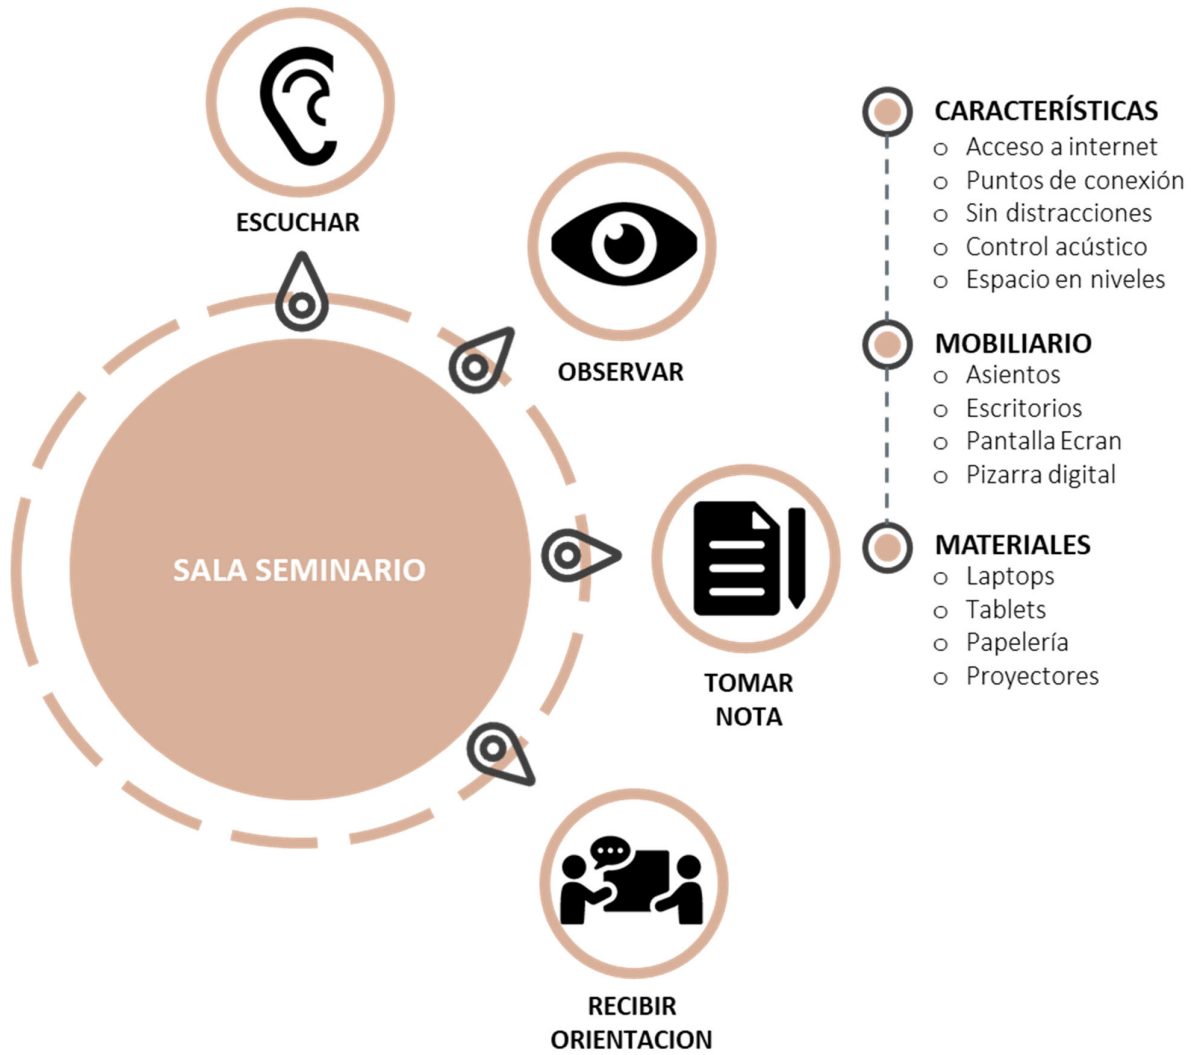 ESCUCHAR
OBSERVAR
SALA SEMINARIO
TOMAR
NOTA
RECIBIR
ORIENTACION
CARACTERÍSTICAS
o Acceso a internet
o Puntos de conexión
o Sin distracciones
o Control acústico
o Espacio en niveles
MOBILIARIO
o Asientos
o Escritorios
o Pantalla Ecran
o Pizarra digital
MATERIALES
o Laptops
o Tablets
o Papelería
o Proyectores